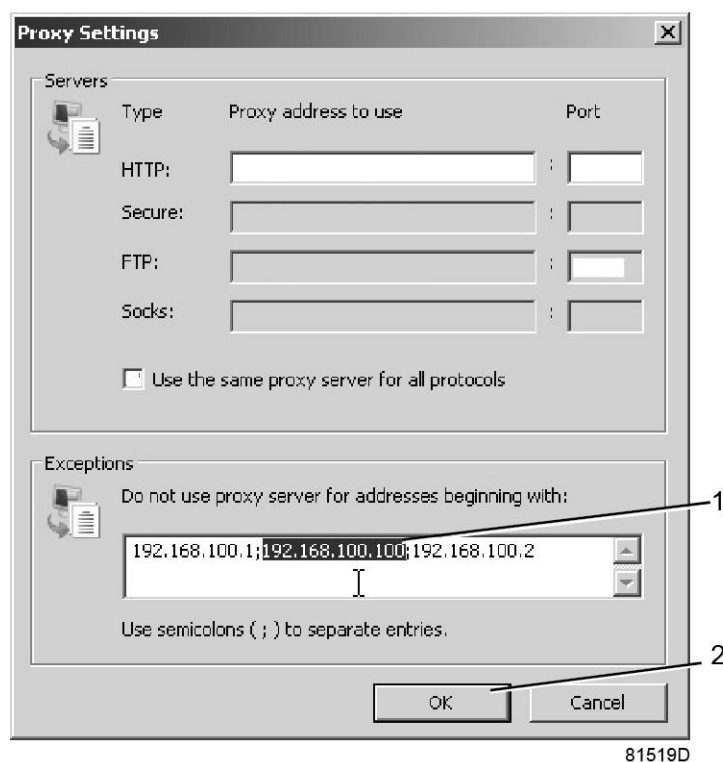 Proxy Settings
Servers
Type Proxy address to use Port
HTTP: :
Secure: :
FTP: :
Socks: :
Use the same proxy server for all protocols
Exceptions
Do not use proxy server for addresses beginning with:
1
192.168.100.1;192.168.100.100;192.168.100.2
Use semicolons ( ; ) to separate entries.
2
OK Cancel
81519D